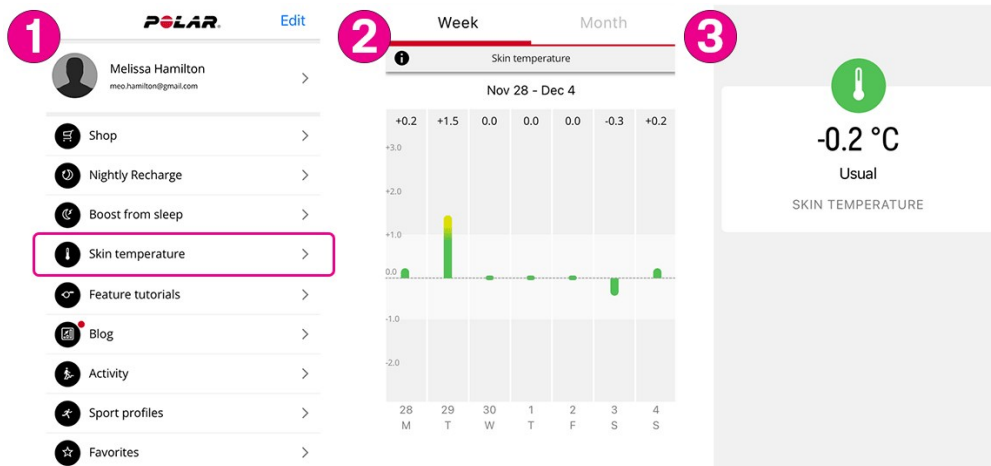 1
POLAR.
Edit
Melissa Hamilton
meo.hamilton@gmail.com
Shop
Nightly Recharge
Boost from sleep
Skin temperature
Feature tutorials
Blog
Activity
Sport profiles
Favorites
2
Week Month
Skin temperature
Nov 28 - Dec 4
+0.2 +1.5 0.0 0.0 0.0 -0.3 +0.2
+3.0
+2.0
+1.0
0.0
-1.0
-2.0
28 29 30 1 2 3 4
M T W T F S S
3
-0.2 °C
Usual
SKIN TEMPERATURE